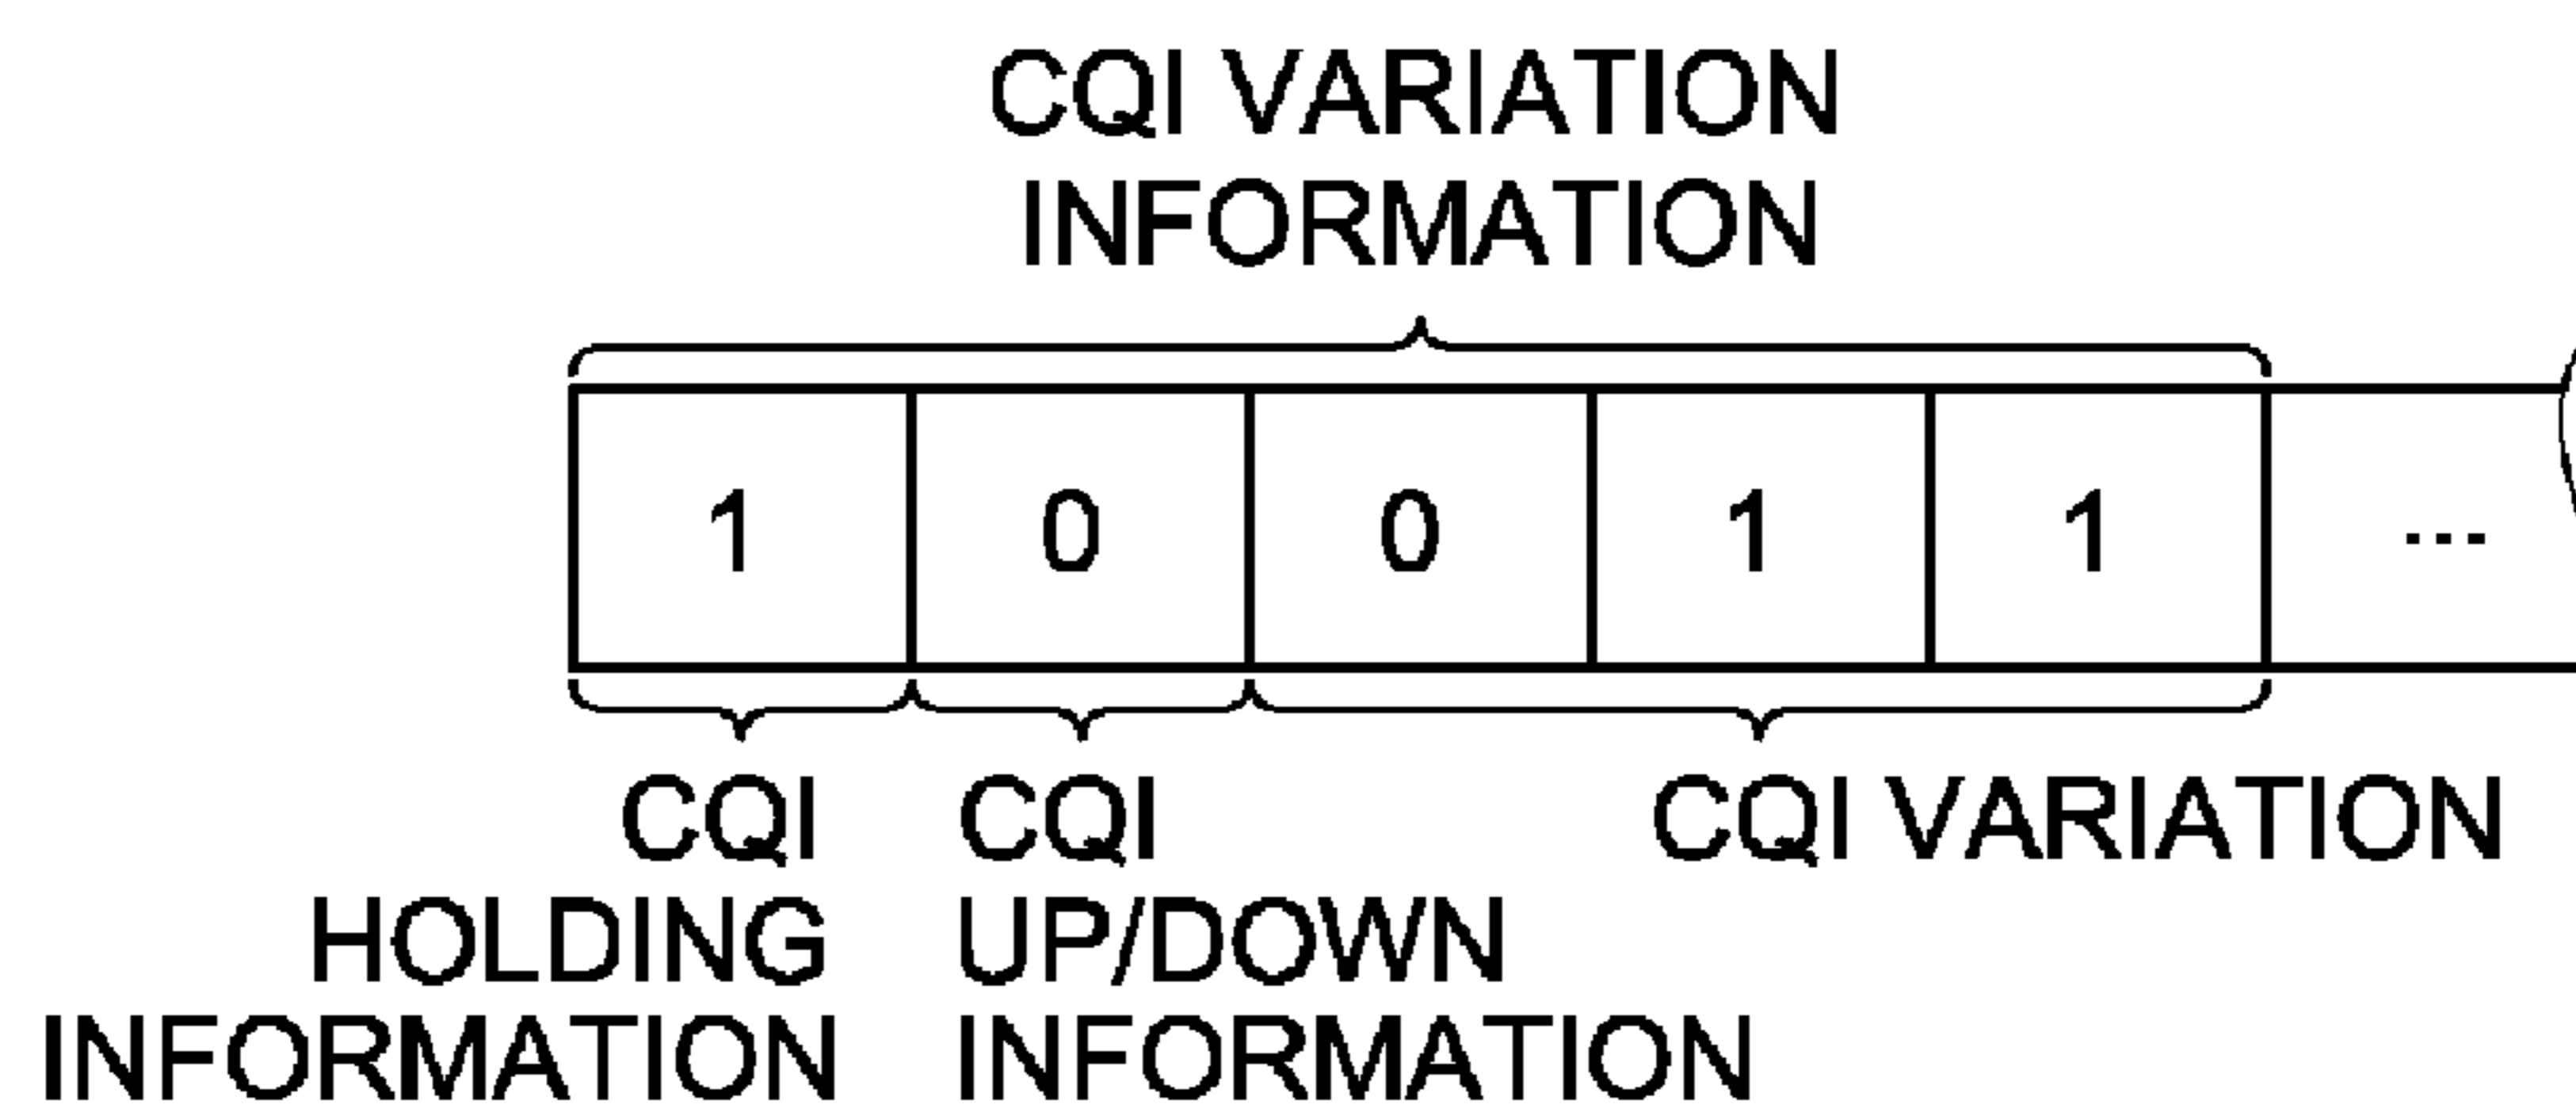 CQI VARIATION
INFORMATION
1 0 0 1 1 ...
CQI HOLDING INFORMATION
CQI UP/DOWN INFORMATION
CQI VARIATION